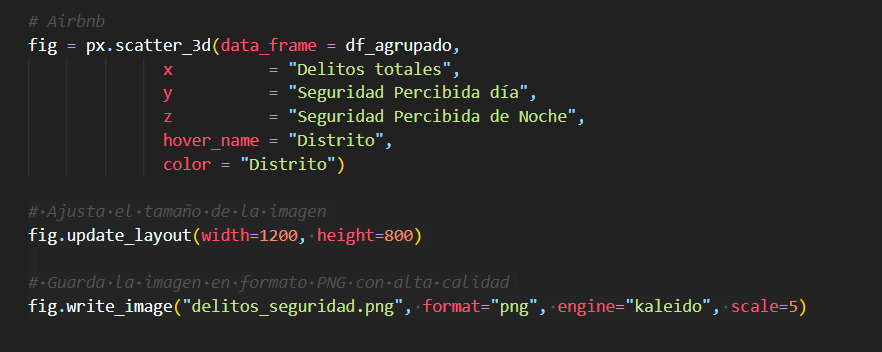 # Airbnb
fig = px.scatter_3d(data_frame = df_agrupado,
x = "Delitos totales",
y = "Seguridad Percibida día",
z = "Seguridad Percibida de Noche",
hover_name = "Distrito",
color = "Distrito")
# Ajusta el tamaño de la imagen
fig.update_layout(width=1200, height=800)
# Guarda la imagen en formato PNG con alta calidad
fig.write_image("delitos_seguridad.png", format="png", engine="kaleido", scale=5)